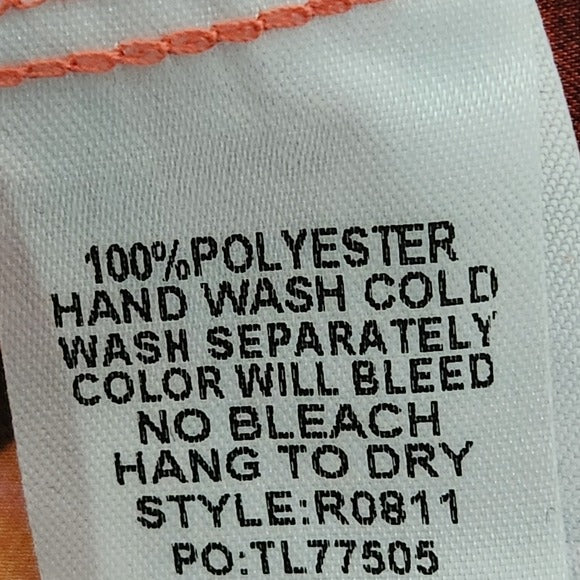 100%POLYESTER
HAND WASH COLD
WASH SEPARATELY
COLOR WILL BLEED
NO BLEACH
HANG TO DRY
STYLE:R0811
PO:TL77505